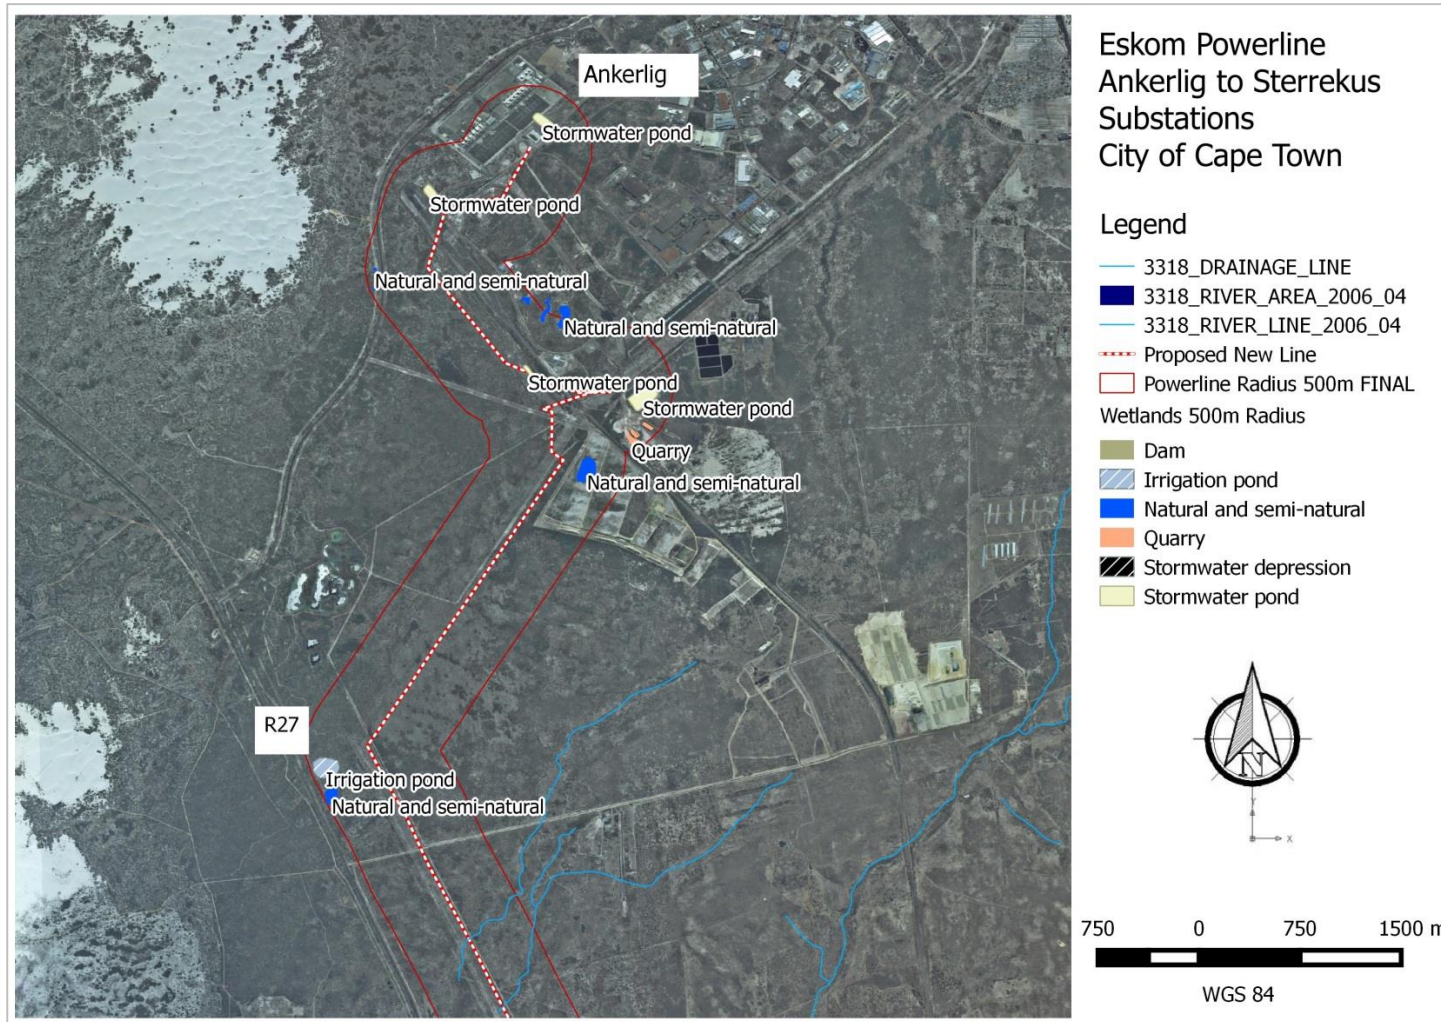 Ankerlig
Stormwater pond
Stormwater pond
Natural and semi-natural
Natural and semi-natural
Stormwater pond
Stormwater pond
Quarry
Natural and semi-natural
R27
Irrigation pond
Natural and semi-natural
Eskom Powerline
Ankerlig to Sterrekus
Substations
City of Cape Town
Legend
3318_DRAINAGE_LINE
3318_RIVER_AREA_2006_04
3318_RIVER_LINE_2006_04
Proposed New Line
Powerline Radius 500m FINAL
Wetlands 500m Radius
Dam
Irrigation pond
Natural and semi-natural
Quarry
Stormwater depression
Stormwater pond
N
Y
X
750 0 750 1500 m
WGS 84